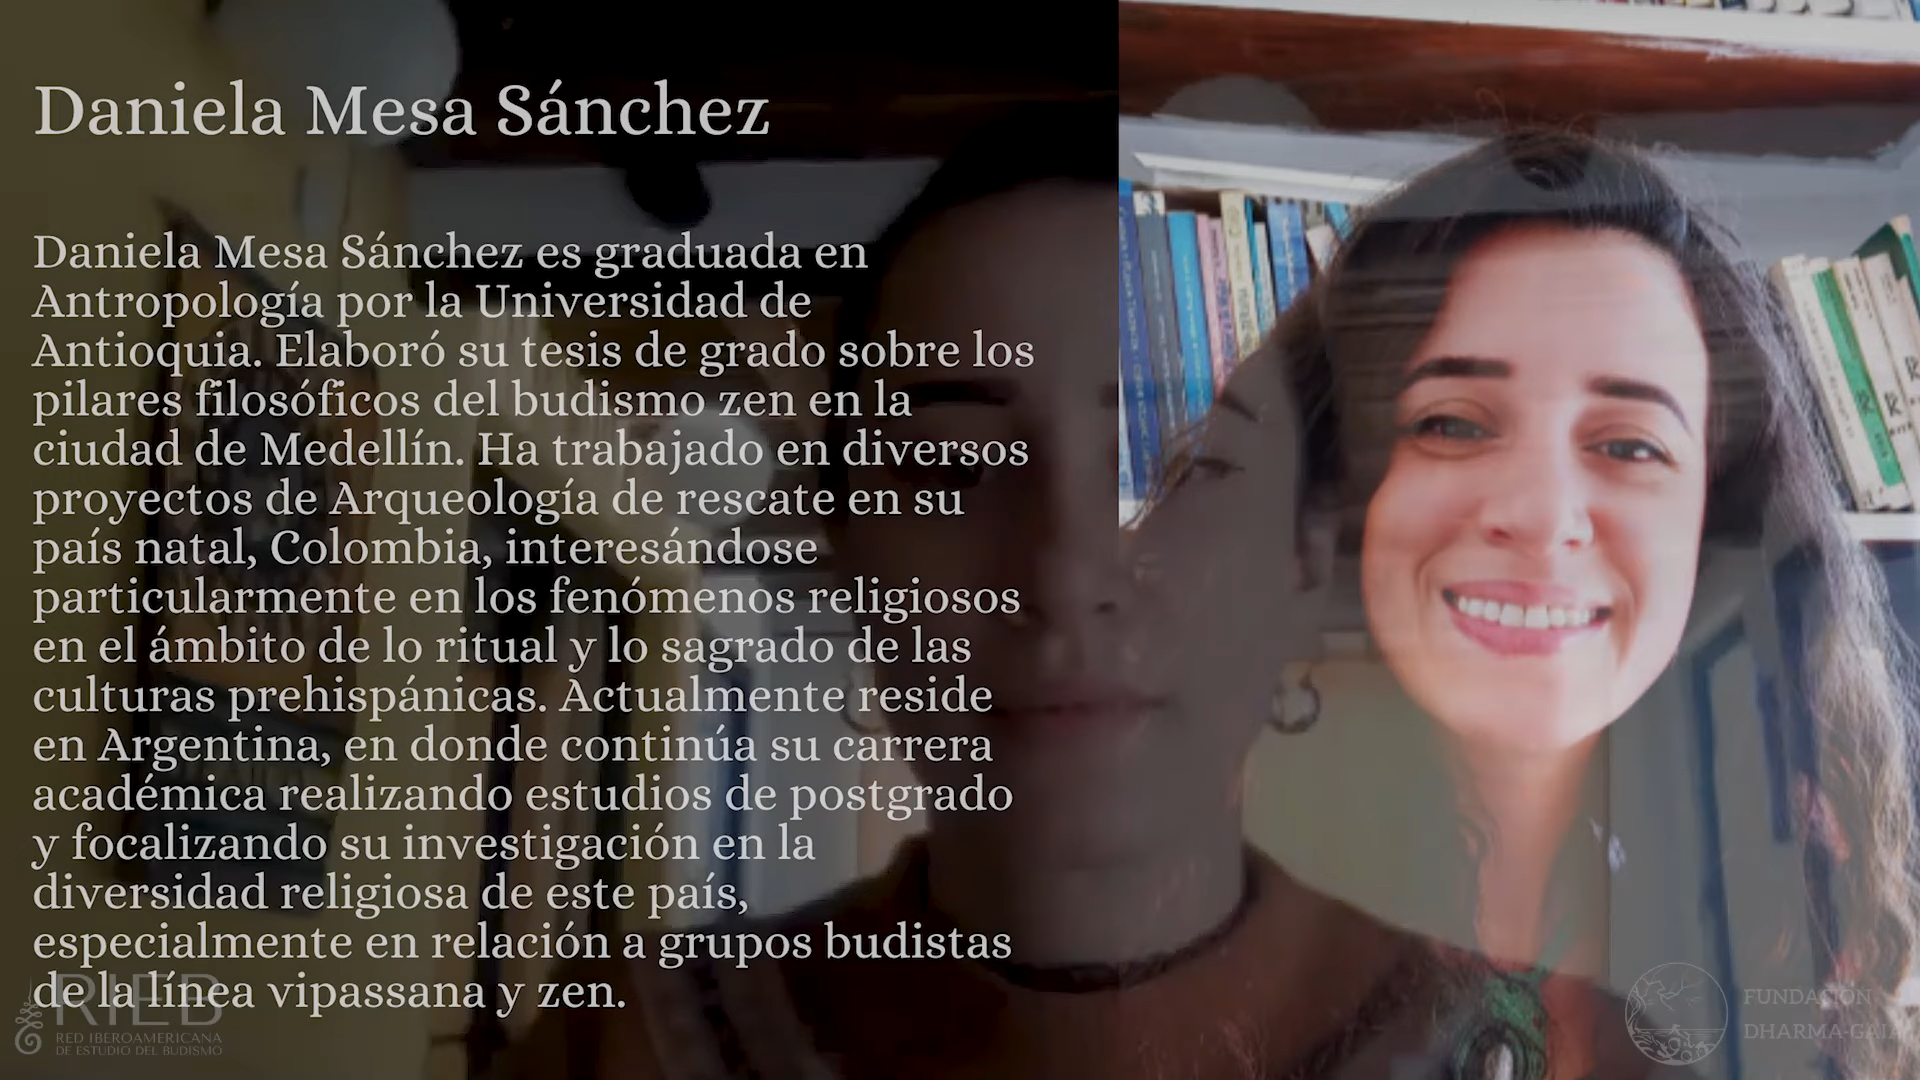 Daniela Mesa Sánchez
Daniela Mesa Sánchez es graduada en
Antropología por la Universidad de
Antioquia. Elaboró su tesis de grado sobre los
pilares filosóficos del budismo zen en la
ciudad de Medellín. Ha trabajado en diversos
proyectos de Arqueología de rescate en su
país natal, Colombia, interesándose
particularmente en los fenómenos religiosos
en el ámbito de lo ritual y lo sagrado de las
culturas prehispánicas. Actualmente reside
en Argentina, en donde continúa su carrera
académica realizando estudios de postgrado
y focalizando su investigación en la
diversidad religiosa de este país,
especialmente en relación a grupos budistas
de la línea vipassana y zen.
RIEB
RED IBEROAMERICANA
DE ESTUDIO DEL BUDISMO
FUNDACIÓN
DHARMA-GAIA